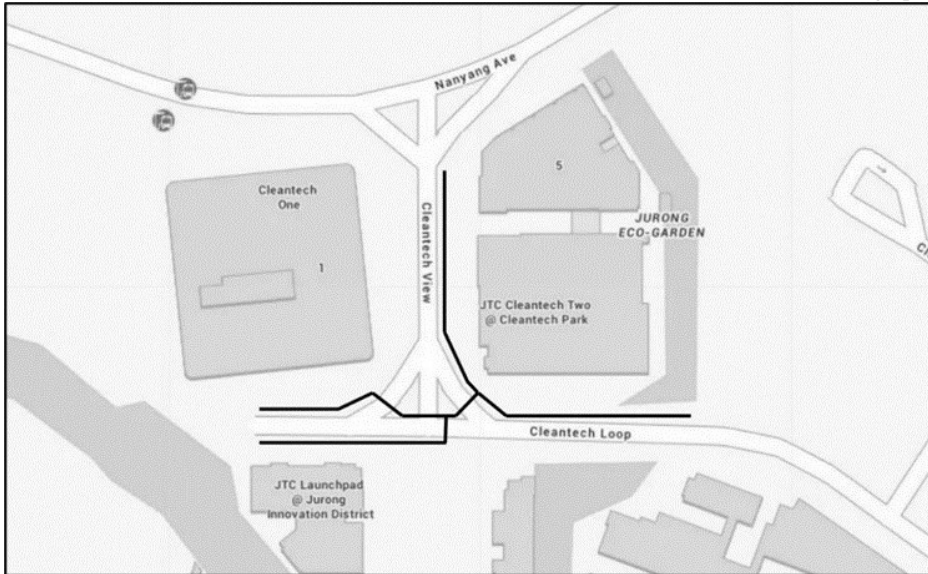 Nanyang Ave
Cleantech
One
1
Cleantech View
5
JURONG
ECO-GARDEN
JTC Cleantech Two
@ Cleantech Park
Cleantech Loop
JTC Launchpad
@ Jurong
Innovation District